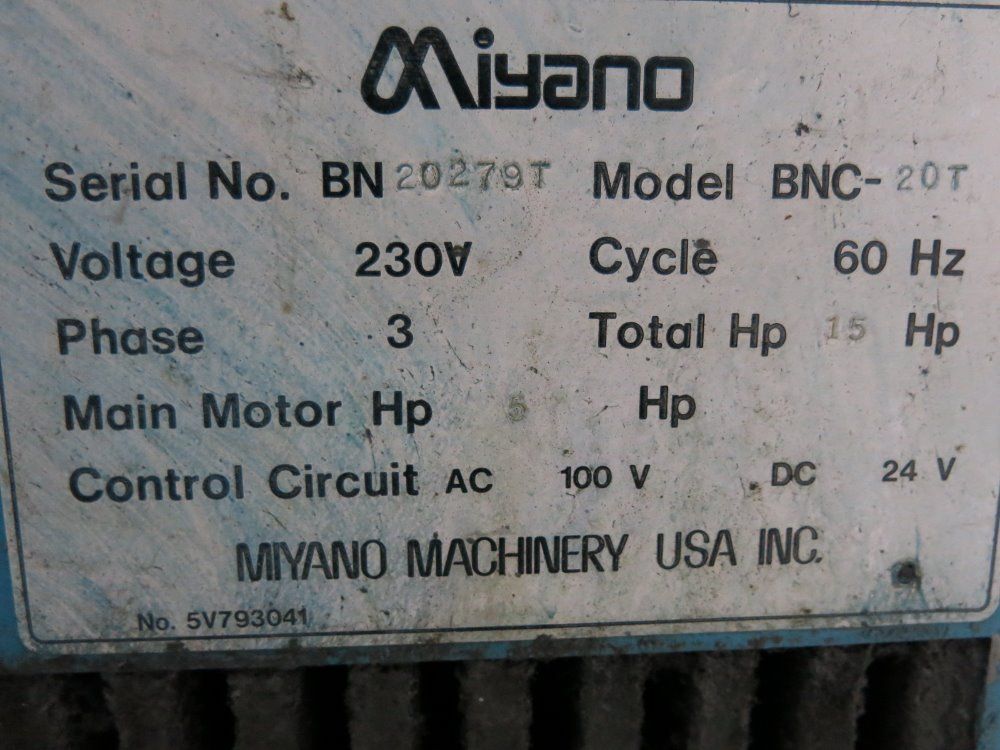 Miyano
Serial No. BN 20279T Model BNC- 20T
Voltage 230V Cycle 60 Hz
Phase 3 Total Hp 15 Hp
Main Motor Hp 5 Hp
Control Circuit AC 100 V DC 24 V
MIYANO MACHINERY USA INC.
No. 5V793041